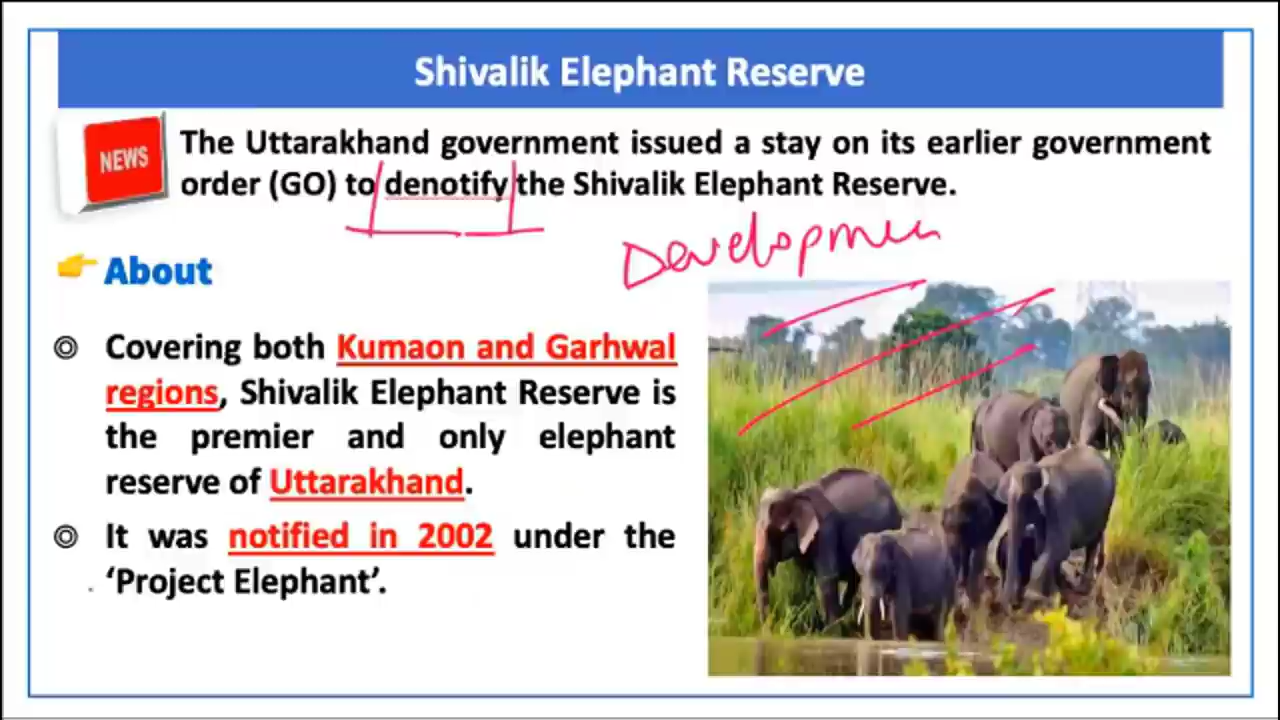 Shivalik Elephant Reserve
NEWS
The Uttarakhand government issued a stay on its earlier government
order (GO) to denotify the Shivalik Elephant Reserve.
Developmen
About
Covering both Kumaon and Garhwal
regions, Shivalik Elephant Reserve is
the premier and only elephant
reserve of Uttarakhand.
It was notified in 2002 under the
‘Project Elephant’.